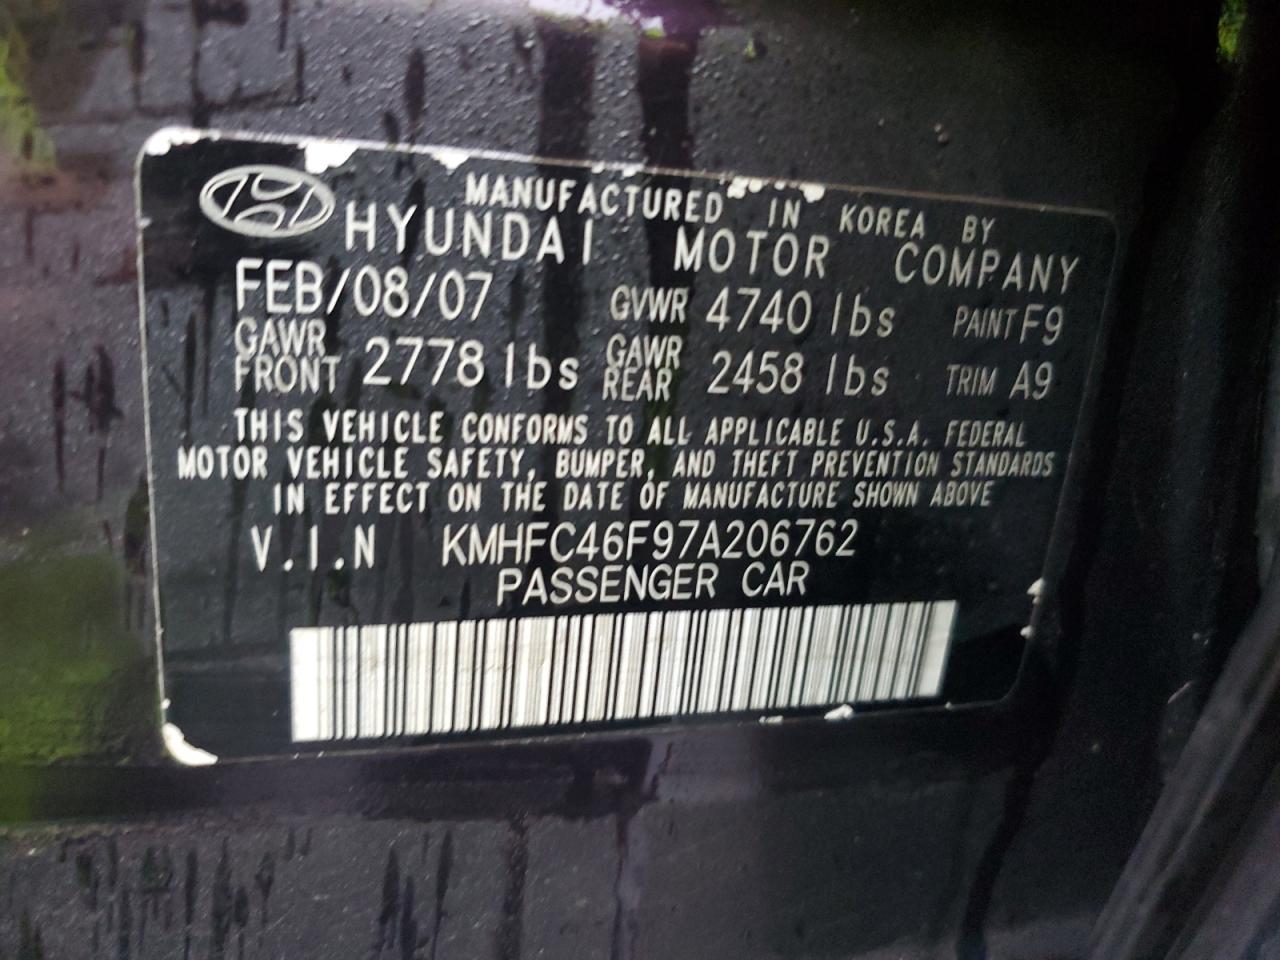 MANUFACTURED IN KOREA BY
HYUNDAI MOTOR COMPANY
FEB/08/07 GVWR 4740 lbs PAINT F9
GAWR FRONT 2778 lbs GAWR REAR 2458 lbs TRIM A9
THIS VEHICLE CONFORMS TO ALL APPLICABLE U.S.A. FEDERAL
MOTOR VEHICLE SAFETY, BUMPER, AND THEFT PREVENTION STANDARDS
IN EFFECT ON THE DATE OF MANUFACTURE SHOWN ABOVE
V.I.N KMHFC46F97A206762
PASSENGER CAR